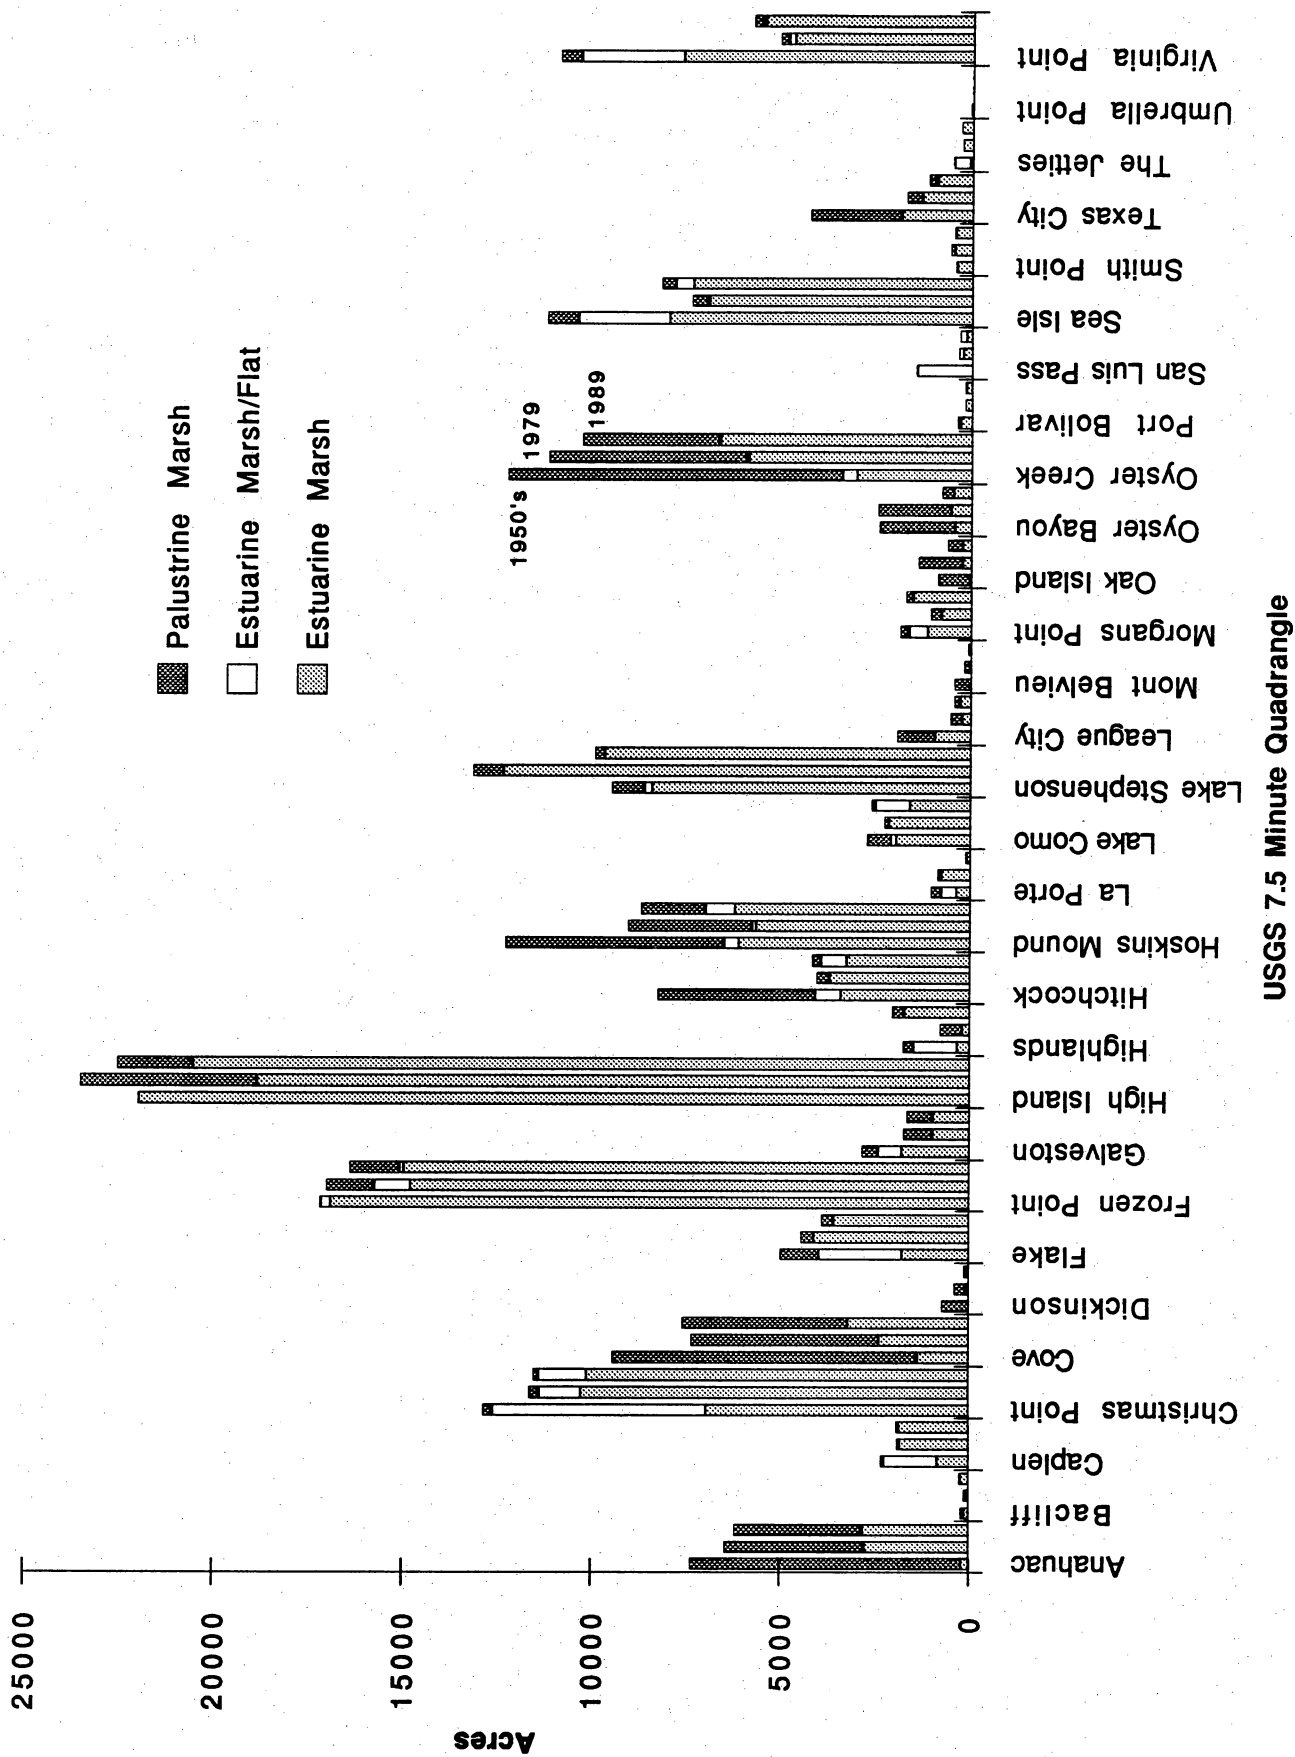 Palustrine Marsh
Estuarine Marsh/Flat
Estuarine Marsh
1950's
1979
1989
Acres
25000
20000
15000
10000
5000
0
Anahuac
Bacliff
Caplen
Christmas Point
Cove
Dickinson
Flake
Frozen Point
Galveston
High Island
Highlands
Hitchcock
Hoskins Mound
La Porte
Lake Como
Lake Stephenson
League City
Mont Belvieu
Morgans Point
Oak Island
Oyster Bayou
Oyster Creek
Port Bolivar
San Luis Pass
Sea Isle
Smith Point
Texas City
The Jetties
Umbrella Point
Virginia Point
USGS 7.5 Minute Quadrangle